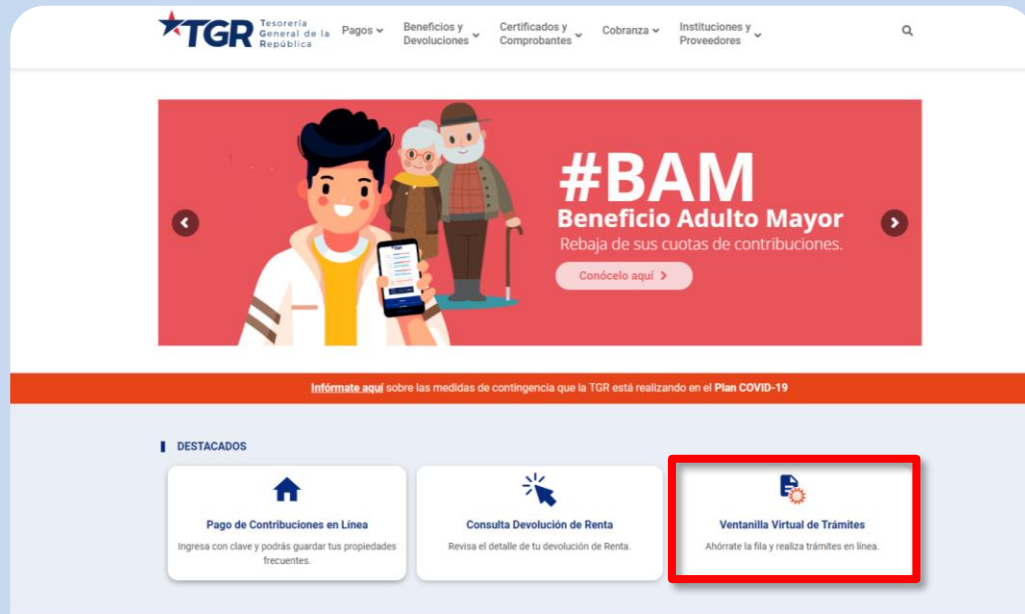 TGR
Tesorería
General de la
República
Pagos
Beneficios y
Devoluciones
Certificados y
Comprobantes
Cobranza
Instituciones y
Proveedores
#BAM
Beneficio Adulto Mayor
Rebaja de sus cuotas de contribuciones.
Conócelo aquí
TGR
Infórmate aquí sobre las medidas de contingencia que la TGR está realizando en el Plan COVID-19
DESTACADOS
Pago de Contribuciones en Línea
Ingresa con clave y podrás guardar tus propiedades
frecuentes.
Consulta Devolución de Renta
Revisa el detalle de tu devolución de Renta.
Ventanilla Virtual de Trámites
Ahórrate la fila y realiza trámites en línea.